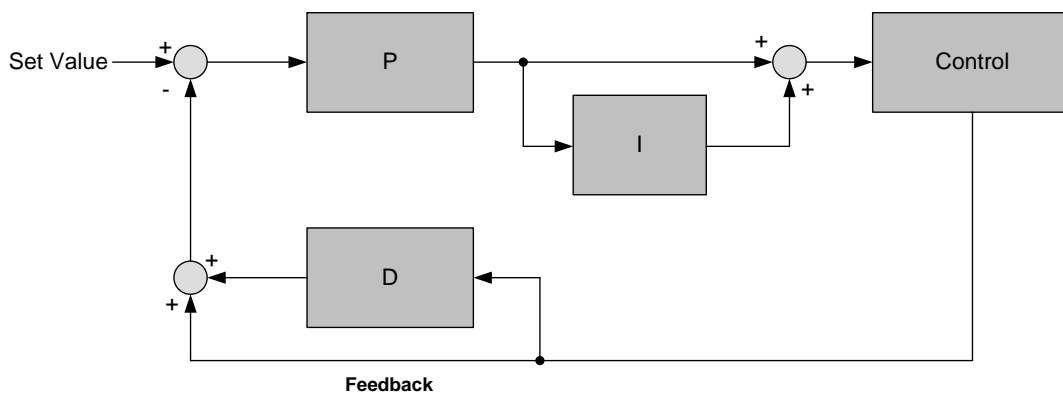 +
+
Set Value
P
Control
-
+
I
D
+
+
Feedback